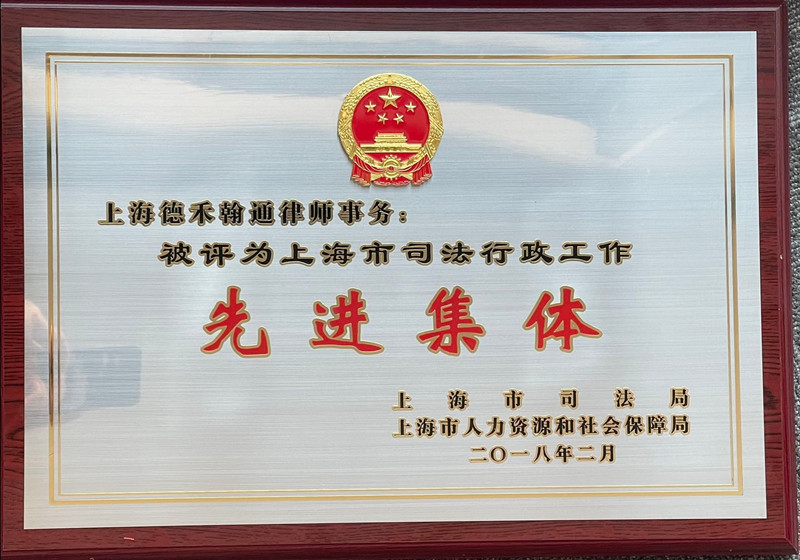 上海德禾翰通律师事务:
被评为上海市司法行政工作
先进集体
上海市司法局
上海市人力资源和社会保障局
二〇一八年二月